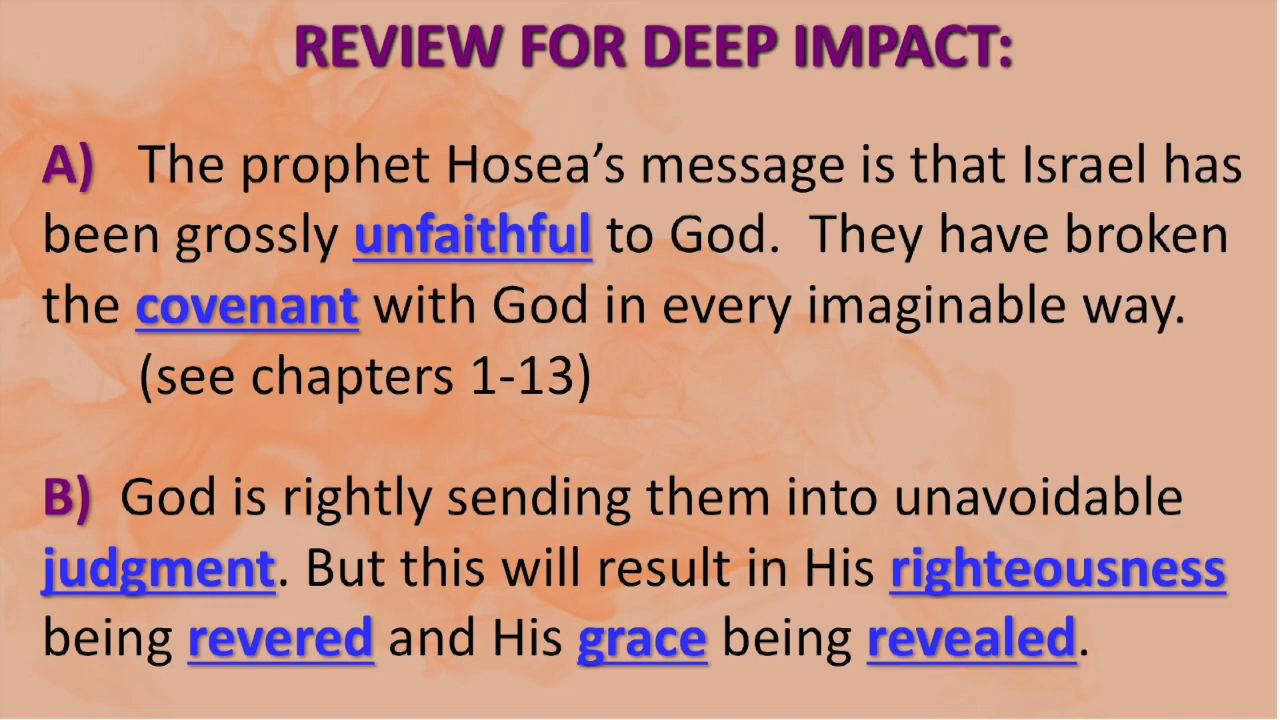 REVIEW FOR DEEP IMPACT:
A) The prophet Hosea’s message is that Israel has
been grossly unfaithful to God. They have broken
the covenant with God in every imaginable way.
(see chapters 1-13)
B) God is rightly sending them into unavoidable
judgment. But this will result in His righteousness
being revered and His grace being revealed.